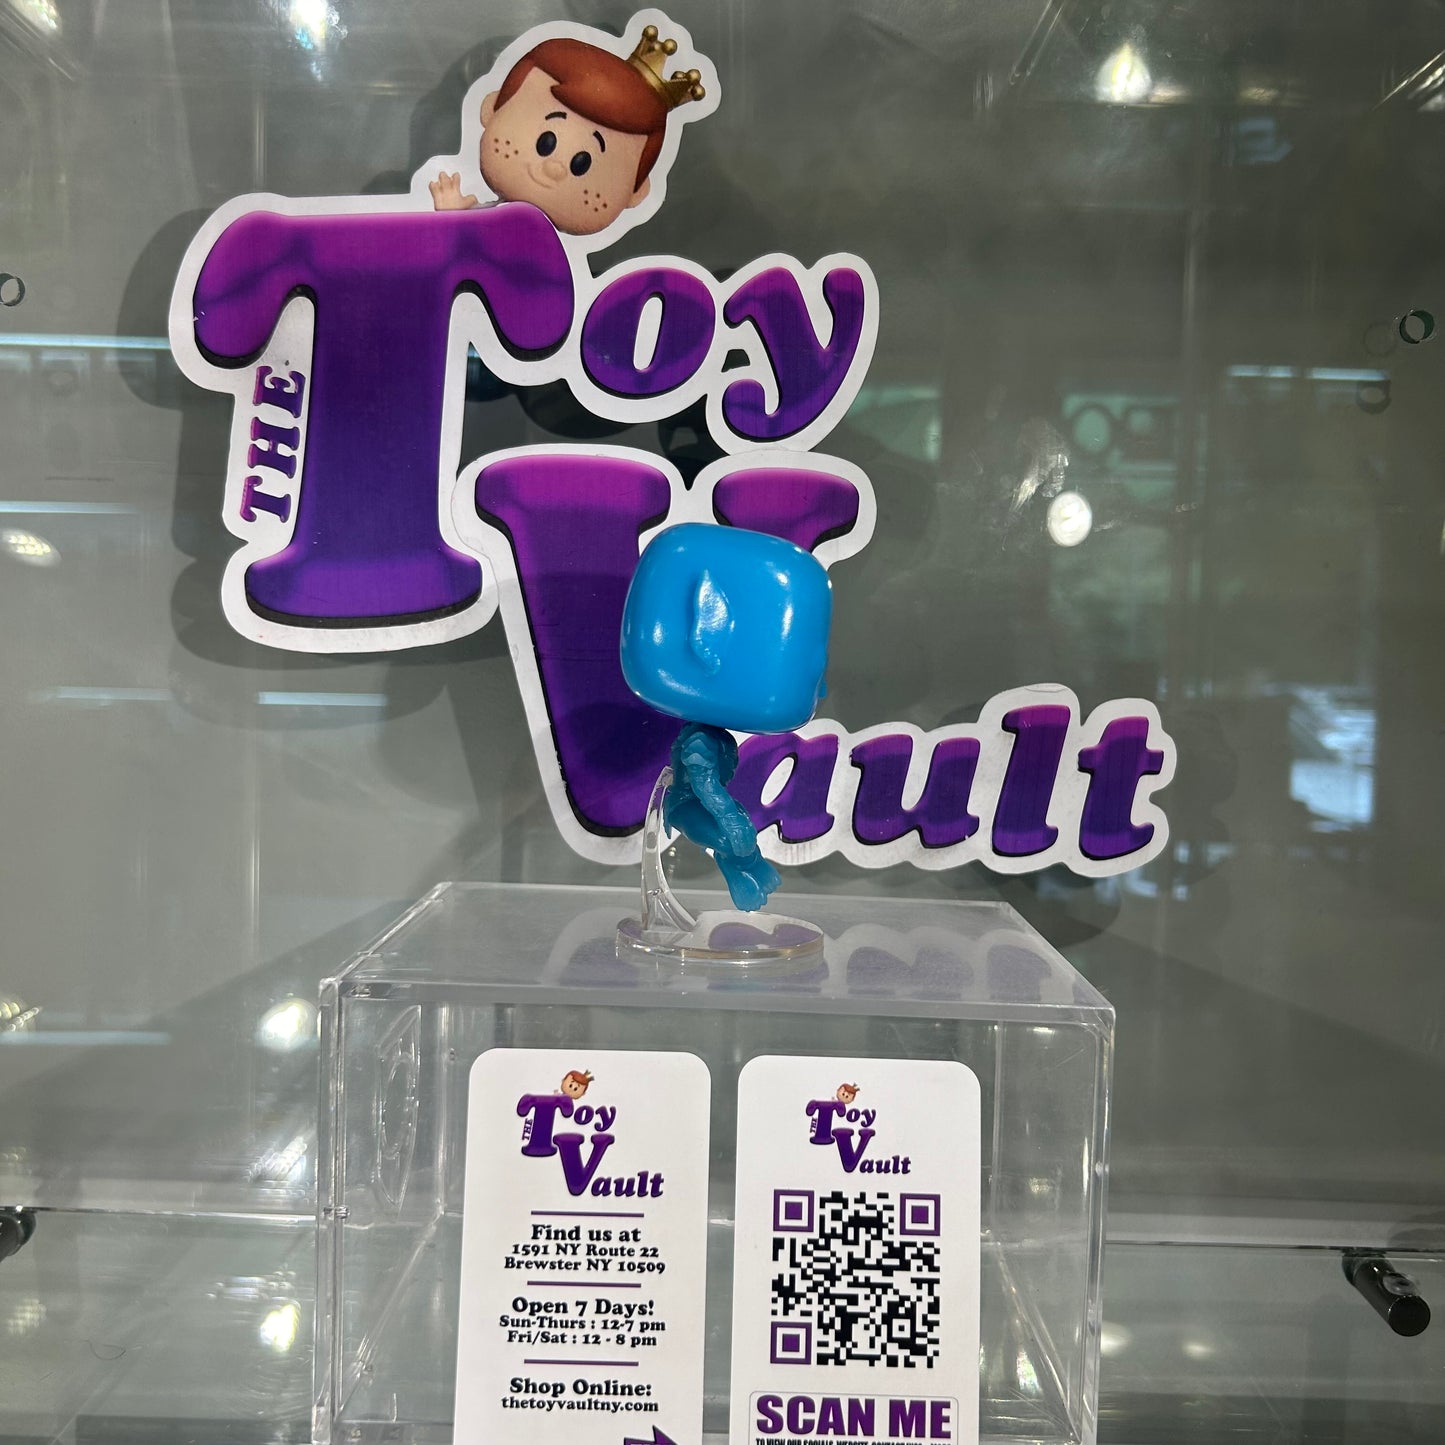 THE Toy
Vault
THE Toy
Vault
Find us at
1591 NY Route 22
Brewster NY 10509
Open 7 Days!
Sun-Thurs : 12-7 pm
Fri/Sat : 12 - 8 pm
Shop Online:
thetoyvaultny.com
THE Toy
Vault
SCAN ME